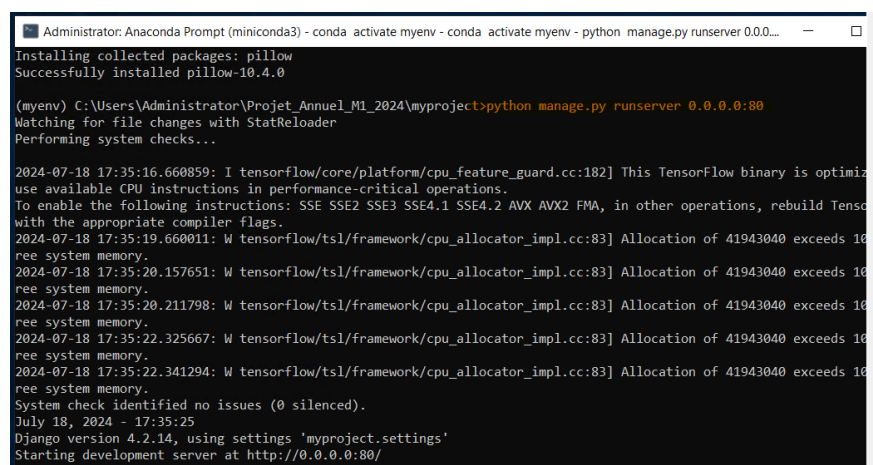 Administrator: Anaconda Prompt (miniconda3) - conda  activate myenv - conda  activate myenv - python  manage.py runserver 0.0.0....
Installing collected packages: pillow
Successfully installed pillow-10.4.0
(myenv) C:\Users\Administrator\Projet_Annuel_M1_2024\myproject>python manage.py runserver 0.0.0.0:80
Watching for file changes with StatReloader
Performing system checks...
2024-07-18 17:35:16.660859: I tensorflow/core/platform/cpu_feature_guard.cc:182] This TensorFlow binary is optimiz
use available CPU instructions in performance-critical operations.
To enable the following instructions: SSE SSE2 SSE3 SSE4.1 SSE4.2 AVX AVX2 FMA, in other operations, rebuild Tenso
with the appropriate compiler flags.
2024-07-18 17:35:19.660011: W tensorflow/tsl/framework/cpu_allocator_impl.cc:83] Allocation of 41943040 exceeds 10
ree system memory.
2024-07-18 17:35:20.157651: W tensorflow/tsl/framework/cpu_allocator_impl.cc:83] Allocation of 41943040 exceeds 10
ree system memory.
2024-07-18 17:35:20.211798: W tensorflow/tsl/framework/cpu_allocator_impl.cc:83] Allocation of 41943040 exceeds 10
ree system memory.
2024-07-18 17:35:22.325667: W tensorflow/tsl/framework/cpu_allocator_impl.cc:83] Allocation of 41943040 exceeds 10
ree system memory.
2024-07-18 17:35:22.341294: W tensorflow/tsl/framework/cpu_allocator_impl.cc:83] Allocation of 41943040 exceeds 10
ree system memory.
System check identified no issues (0 silenced).
July 18, 2024 - 17:35:25
Django version 4.2.14, using settings 'myproject.settings'
Starting development server at http://0.0.0.0:80/